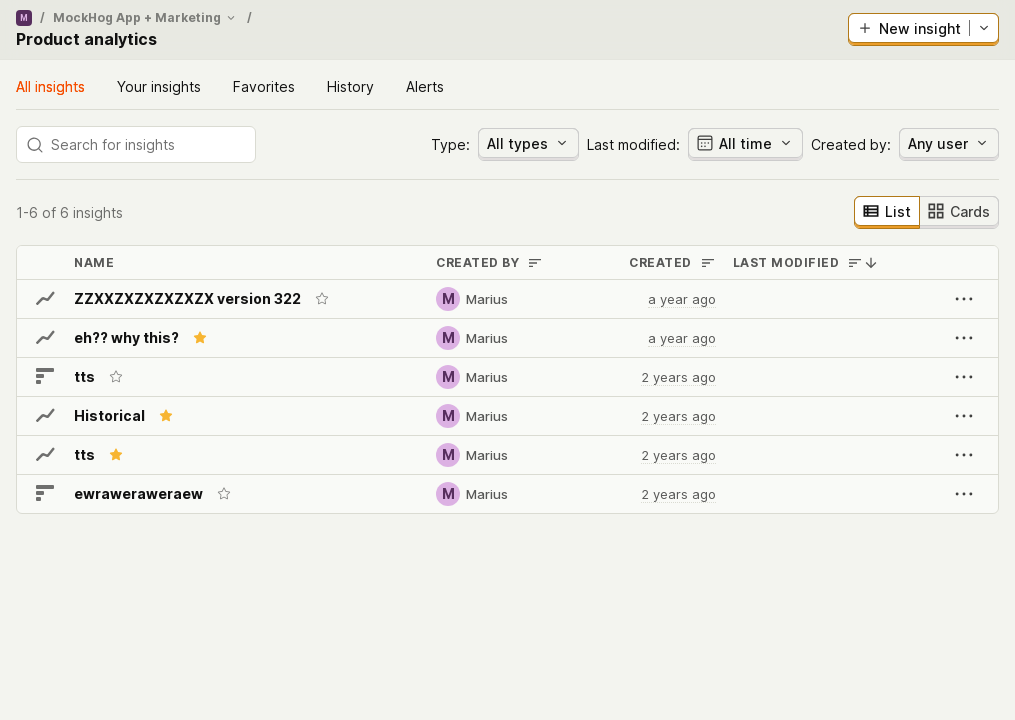 M / MockHog App + Marketing /
Product analytics
New insight
All insights Your insights Favorites History Alerts
Search for insights
Type: All types Last modified: All time Created by: Any user
1-6 of 6 insights
List Cards
NAME CREATED BY CREATED LAST MODIFIED
ZZXXZXZXZXZXZX version 322 M Marius a year ago
eh?? why this? M Marius a year ago
tts M Marius 2 years ago
Historical M Marius 2 years ago
tts M Marius 2 years ago
ewraweraweraew M Marius 2 years ago